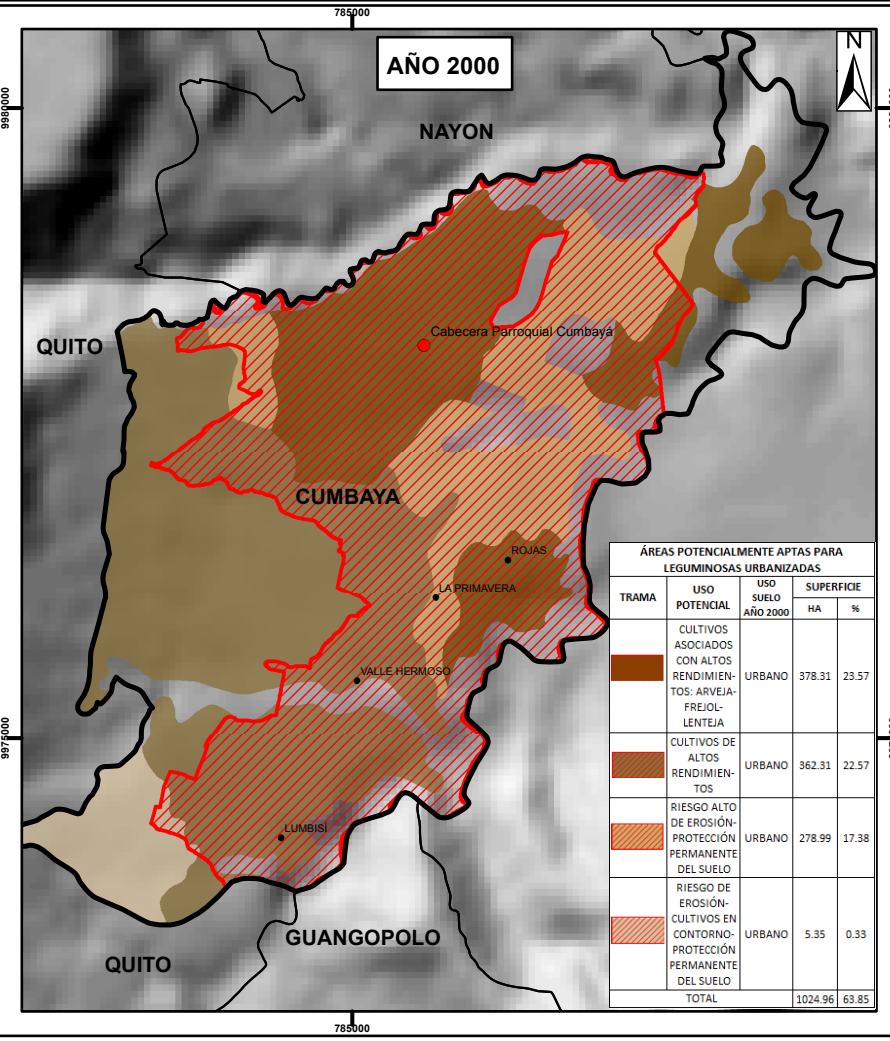 785000
AÑO 2000
N
9980000
NAYON
QUITO
Cabecera Parroquial Cumbayá
CUMBAYA
ROJAS
LA PRIMAVERA
VALLE HERMOSO
9975000
LUMBISÍ
GUANGOPOLO
QUITO
785000
ÁREAS POTENCIALMENTE APTAS PARA
LEGUMINOSAS URBANIZADAS
TRAMA
USO
POTENCIAL
USO
SUELO
AÑO 2000
SUPERFICIE
HA
%
CULTIVOS
ASOCIADOS
CON ALTOS
RENDIMIEN-
TOS: ARVEJA-
FREJOL-
LENTEJA
URBANO
378.31
23.57
CULTIVOS DE
ALTOS
RENDIMIEN-
TOS
URBANO
362.31
22.57
RIESGO ALTO
DE EROSIÓN-
PROTECCIÓN
PERMANENTE
DEL SUELO
URBANO
278.99
17.38
RIESGO DE
EROSIÓN-
CULTIVOS EN
CONTORNO-
PROTECCIÓN
PERMANENTE
DEL SUELO
URBANO
5.35
0.33
TOTAL
1024.96
63.85